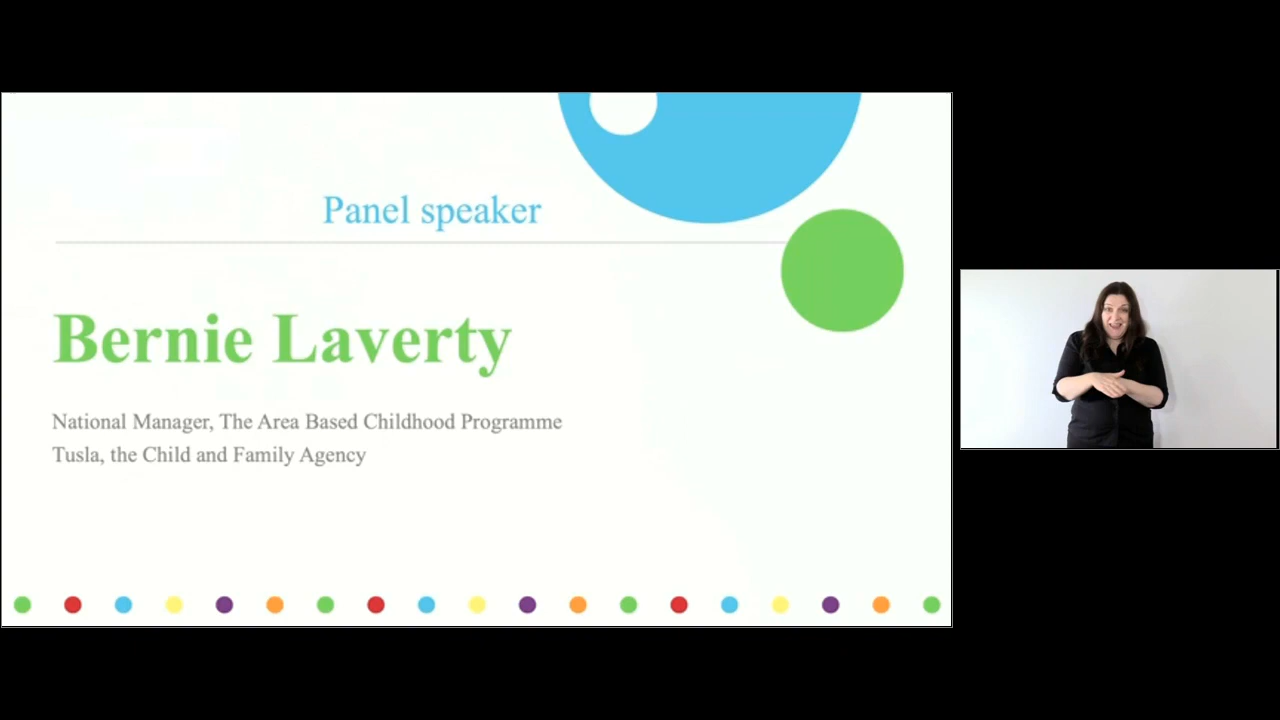 Panel speaker
Bernie Laverty
National Manager, The Area Based Childhood Programme
Tusla, the Child and Family Agency